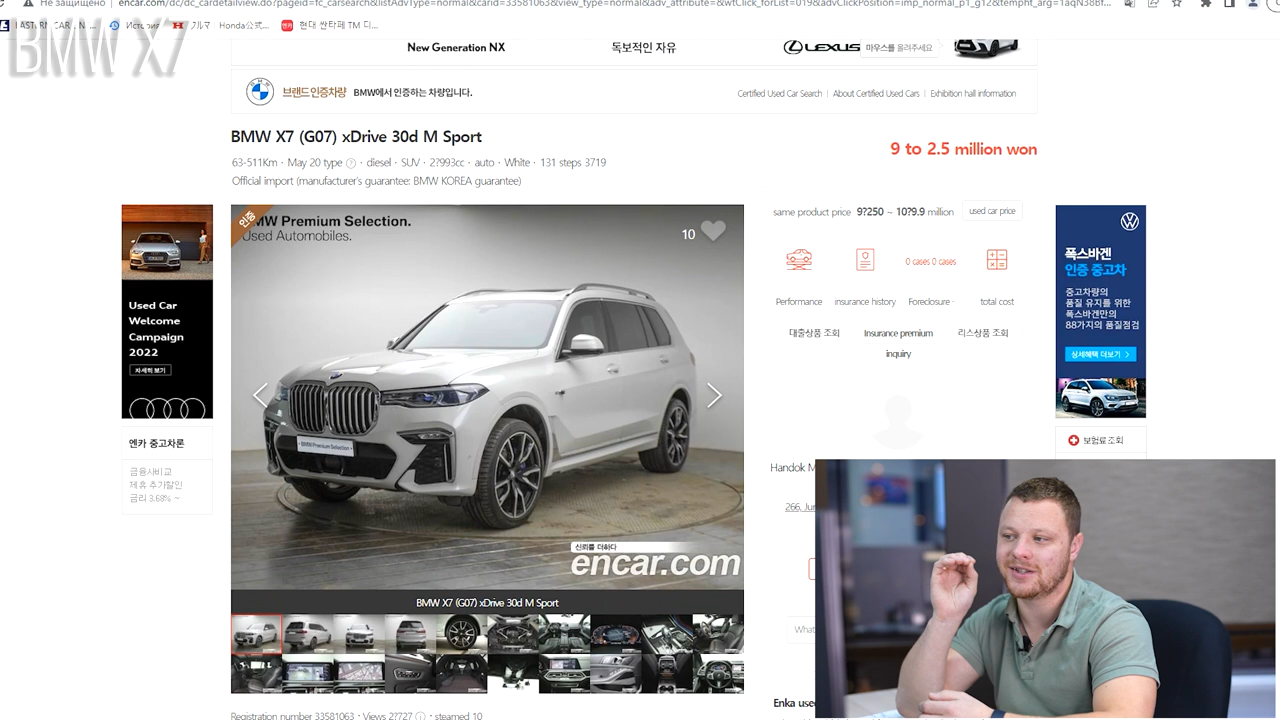 Не защищено
encar.com/dc/dc_cardetailview.do?pageid=fc_carsearch&listAdvType=normal&carid=33581063&view_type=normal&adv_attribute=&wtClick_forList=019&advClickPosition=imp_normal_p1_g12&tempht_arg=
История
Honda公式...
현대 싼타페 TM 디...
BMW X7
New Generation NX
독보적인 자유
LEXUS
마우스를 올려주세요
브랜드인증차량 BMW에서 인증하는 차량입니다.
Certified Used Car Search | About Certified Used Cars | Exhibition hall information
BMW X7 (G07) xDrive 30d M Sport
9 to 2.5 million won
63-511Km · May 20 type ? · diesel · SUV · 2?993cc · auto · White · 131 steps 3719
Official import (manufacturer's guarantee: BMW KOREA guarantee)
same product price 9?250 ~ 10?9.9 million
used car price
인증
BMW Premium Selection.
Used Automobiles.
10
0 cases 0 cases
Performance
insurance history
Foreclosure ·
total cost
대출상품 조회
Insurance premium
inquiry
리스상품 조회
Used Car
Welcome
Campaign
2022
자세히 보기
엔카 중고차론
금융사비교
제휴 추가할인
금리 3.68% ~
폭스바겐
인증 중고차
중고차량의
품질 유지를 위한
폭스바겐만의
88가지의 품질점검
상세혜택 더보기 >
보험료조회
BMW Premium Selection
신뢰를 더하다
encar.com
BMW X7 (G07) xDrive 30d M Sport
Handok M
266, Ju
What
Enka use
Registration number 33581063 · Views 2?727 · steamed 10